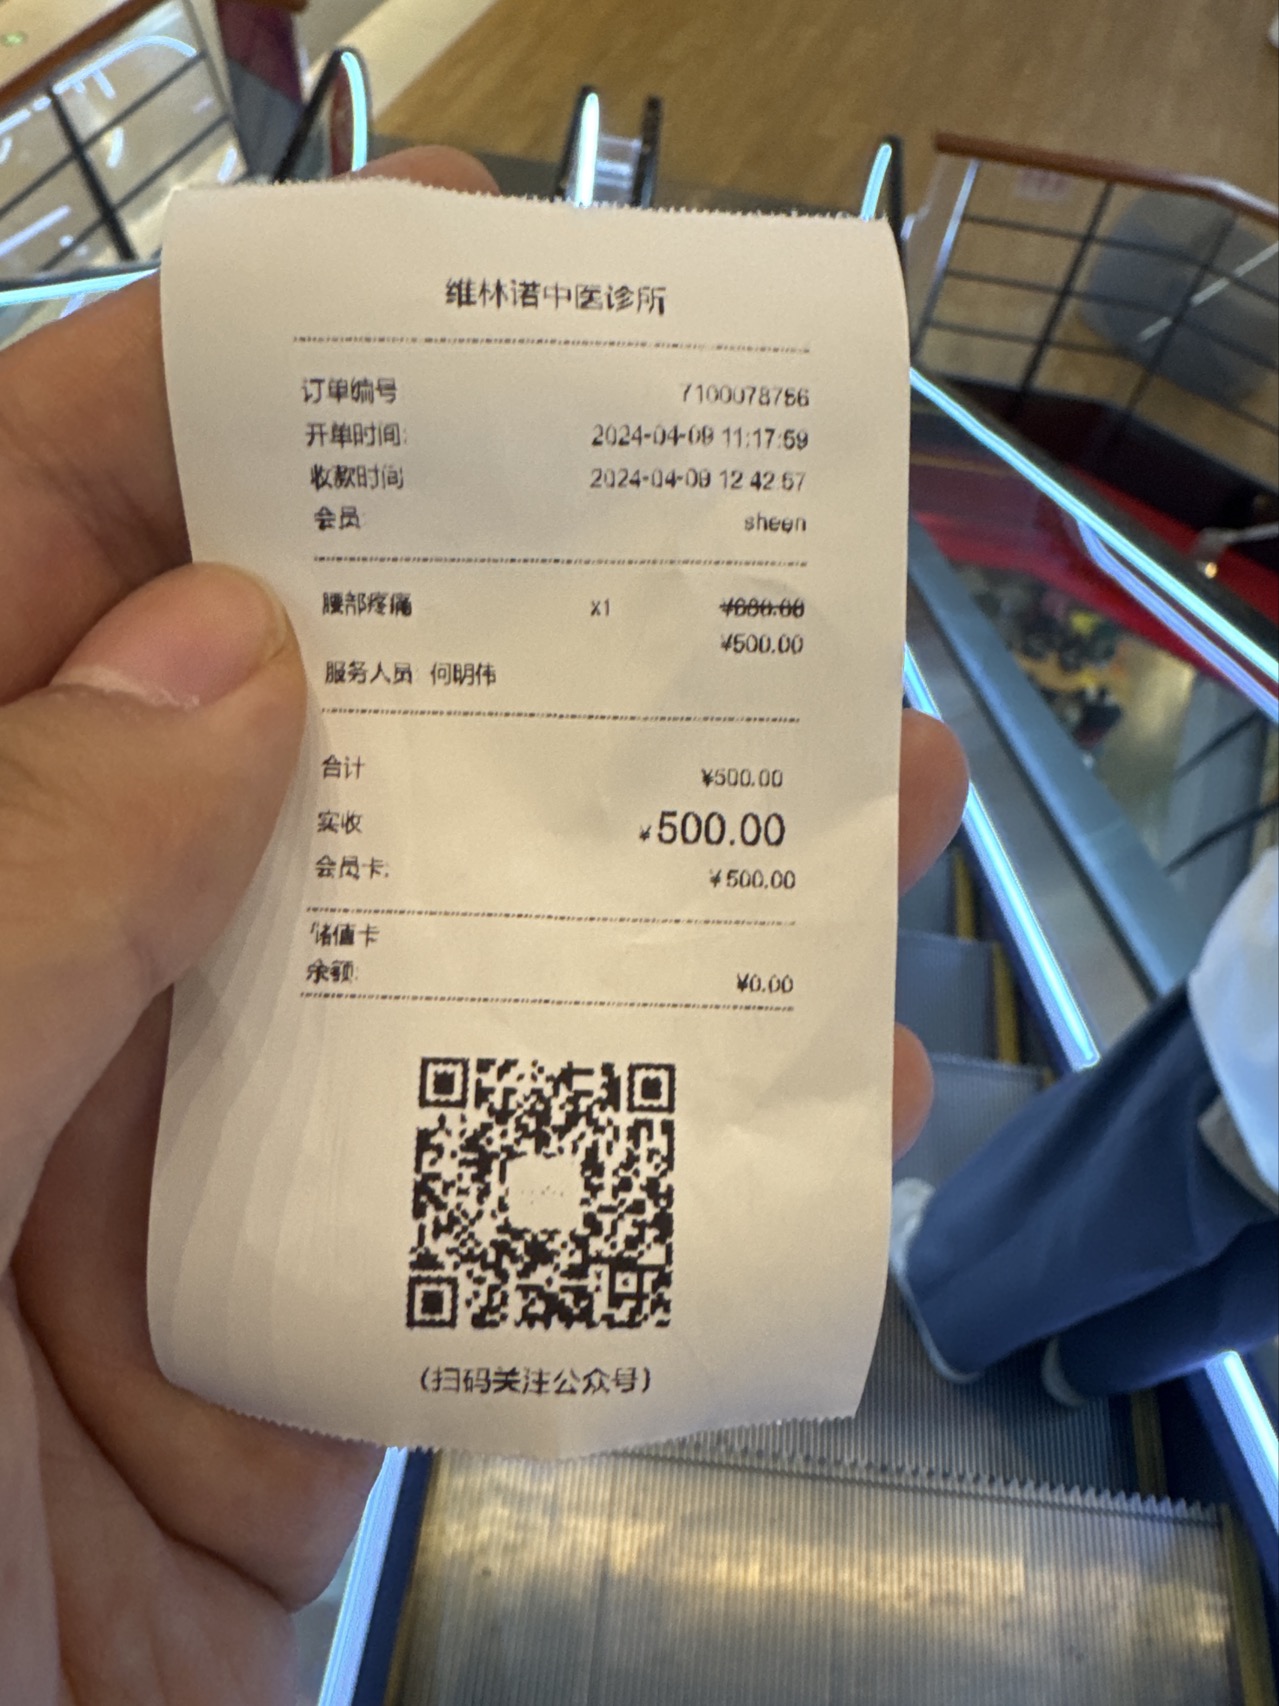 维林诺中医诊所
订单编号 7100078756
开单时间: 2024-04-09 11:17:59
收款时间 2024-04-09 12:42:57
会员: sheen
腰部疼痛 x1 ¥680.00
¥500.00
服务人员: 何明伟
合计 ¥500.00
实收 ¥500.00
会员卡: ¥500.00
储值卡
余额: ¥0.00
(扫码关注公众号)